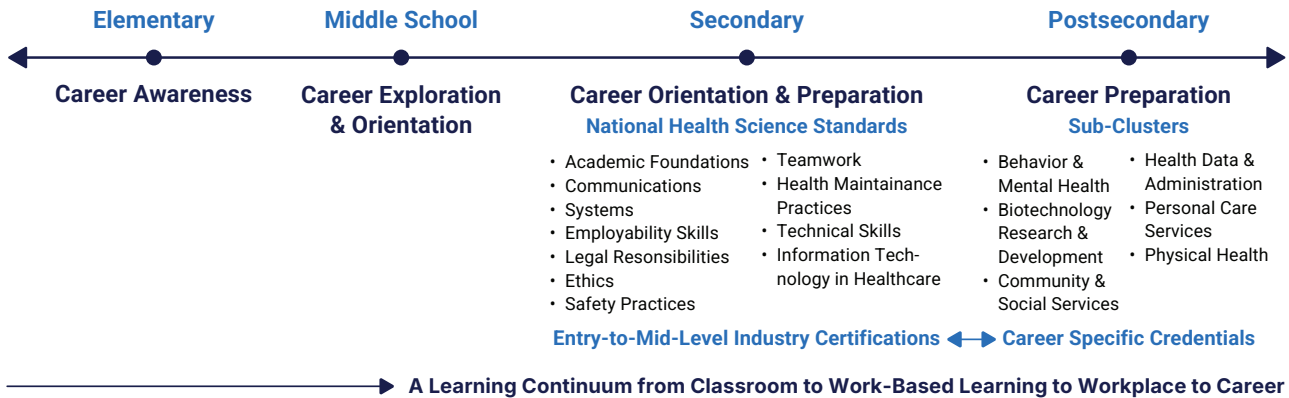 Elementary
Middle School
Secondary
Postsecondary
Career Awareness
Career Exploration
& Orientation
Career Orientation & Preparation
National Health Science Standards
• Academic Foundations
• Communications
• Systems
• Employability Skills
• Legal Resonsibilities
• Ethics
• Safety Practices
• Teamwork
• Health Maintainance
Practices
• Technical Skills
• Information Tech-
nology in Healthcare
Career Preparation
Sub-Clusters
• Behavior &
Mental Health
• Biotechnology
Research &
Development
• Community &
Social Services
• Health Data &
Administration
• Personal Care
Services
• Physical Health
Entry-to-Mid-Level Industry Certifications
Career Specific Credentials
A Learning Continuum from Classroom to Work-Based Learning to Workplace to Career